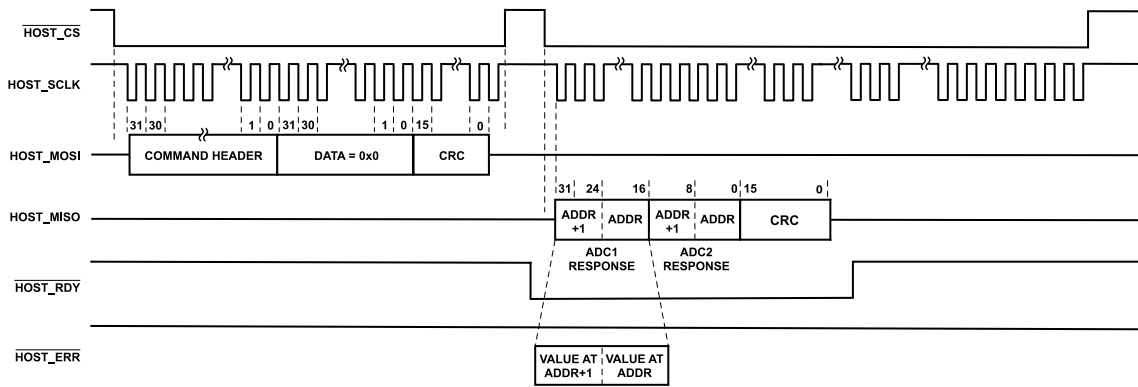 HOST_CS
HOST_SCLK
31 30 1 0 31 30 1 0 15 0
HOST_MOSI COMMAND HEADER DATA = 0x0 CRC
31 24 16 8 0 15 0
HOST_MISO ADDR +1 ADDR ADDR +1 ADDR CRC
ADC1 RESPONSE ADC2 RESPONSE
HOST_RDY
HOST_ERR
VALUE AT ADDR+1 VALUE AT ADDR